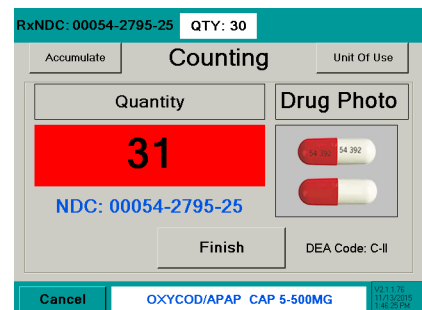 RxNDC: 00054-2795-25 QTY: 30
Accumulate Counting Unit Of Use
Quantity Drug Photo
31
54 392 54 392
NDC: 00054-2795-25
Finish DEA Code: C-II
Cancel OXYCOD/APAP CAP 5-500MG
V2.1.1.76
11/13/2015
1:46:25 PM